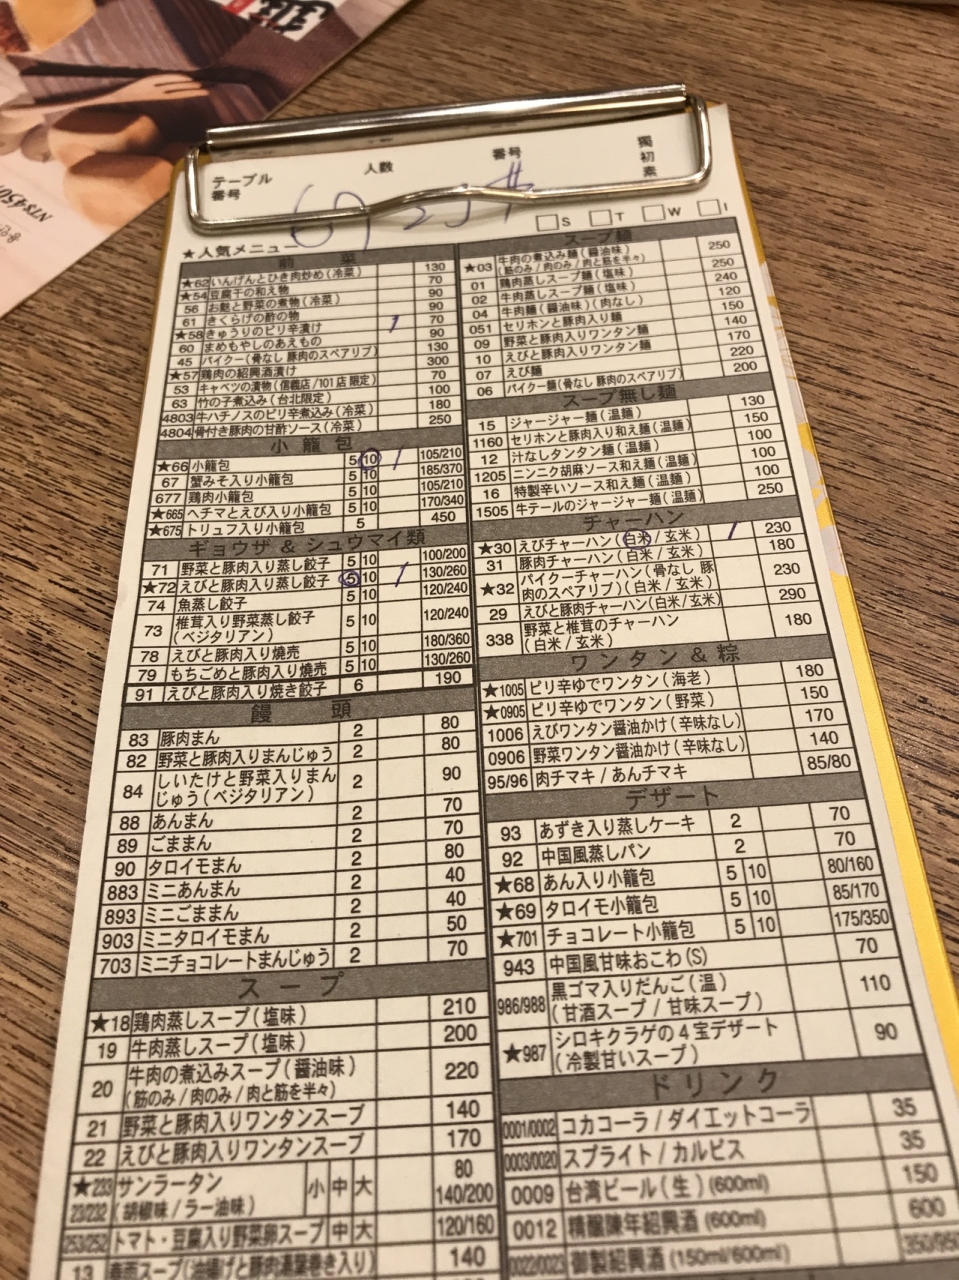 NT$450
テーブル
番号
人数
番号
獨
初
素
69
□S □T □W □I
★人気メニュー
前 菜
★62 いんげんとひき肉炒め(冷菜) 130
★54 豆腐干の和え物 70
56 お麩と野菜の煮物(冷菜) 90
61 きくらげの酢の物 90
★58 きゅうりのピリ辛漬け 70
60 まめもやしのあえもの 90
45 パイクー(骨なし 豚肉のスペアリブ) 130
★57 鶏肉の紹興酒漬け 300
53 キャベツの漬物(信義店/101店 限定) 70
63 竹の子煮込み(台北限定) 100
4803 牛ハチノスのピリ辛煮込み(冷菜) 180
4804 骨付き豚肉の甘酢ソース(冷菜) 250
小 龍 包
★66 小龍包 5 10 105/210
67 蟹みそ入り小龍包 5 10 185/370
677 鶏肉小龍包 5 10 105/210
★665 ヘチマとえび入り小龍包 5 10 170/340
★675 トリュフ入り小龍包 5 450
ギョウザ & シュウマイ類
71 野菜と豚肉入り蒸し餃子 5 10 100/200
★72 えびと豚肉入り蒸し餃子 5 10 130/260
74 魚蒸し餃子 5 10 120/240
73 椎茸入り野菜蒸し餃子
(ベジタリアン) 5 10 120/240
78 えびと豚肉入り焼売 5 10 180/360
79 もちごめと豚肉入り焼売 5 10 130/260
91 えびと豚肉入り焼き餃子 6 190
饅 頭
83 豚肉まん 2 80
82 野菜と豚肉入りまんじゅう 2 80
84 しいたけと野菜入りまん
じゅう(ベジタリアン) 2 90
88 あんまん 2 70
89 ごままん 2 70
90 タロイモまん 2 80
883 ミニあんまん 2 40
893 ミニごままん 2 40
903 ミニタロイモまん 2 50
703 ミニチョコレートまんじゅう 2 70
スープ
★18 鶏肉蒸しスープ(塩味) 210
19 牛肉蒸しスープ(塩味) 200
20 牛肉の煮込みスープ(醤油味)
(筋のみ/肉のみ/肉と筋を半々) 220
21 野菜と豚肉入りワンタンスープ 140
22 えびと豚肉入りワンタンスープ 170
★233 サンラータン 小 中 大 80
23/232 (胡椒味/ラー油味) 140/200
253/252 トマト・豆腐入り野菜卵スープ 中 大 120/160
13 春雨スープ(油揚げと豚肉湯葉巻き入り) 140
スープ麺
★03 牛肉の煮込み麺(醤油味)
(筋のみ/肉のみ/肉と筋を半々) 250
01 鶏肉蒸しスープ麺(塩味) 250
02 牛肉蒸しスープ麺(塩味) 240
04 牛肉麺(醤油味)(肉なし) 120
051 セリホンと豚肉入り麺 150
09 野菜と豚肉入りワンタン麺 140
10 えびと豚肉入りワンタン麺 170
07 えび麺 220
06 パイクー麺(骨なし 豚肉のスペアリブ) 200
スープ無し麺
15 ジャージャー麺(温麺) 130
1160 セリホンと豚肉入り和え麺(温麺) 150
12 汁なしタンタン麺(温麺) 100
1205 ニンニク胡麻ソース和え麺(温麺) 100
16 特製辛いソース和え麺(温麺) 100
1505 牛テールのジャージャー麺(温麺) 250
チャーハン
★30 えびチャーハン(白米/玄米) 230
31 豚肉チャーハン(白米/玄米) 180
★32 パイクーチャーハン(骨なし 豚
肉のスペアリブ)(白米/玄米) 230
29 えびと豚肉チャーハン(白米/玄米) 290
338 野菜と椎茸のチャーハン
(白米/玄米) 180
ワンタン & 粽
★1005 ピリ辛ゆでワンタン(海老) 180
★0905 ピリ辛ゆでワンタン(野菜) 150
1006 えびワンタン醤油かけ(辛味なし) 170
0906 野菜ワンタン醤油かけ(辛味なし) 140
95/96 肉チマキ/あんチマキ 85/80
デザート
93 あずき入り蒸しケーキ 2 70
92 中国風蒸しパン 2 70
★68 あん入り小龍包 5 10 80/160
★69 タロイモ小龍包 5 10 85/170
★701 チョコレート小龍包 5 10 175/350
943 中国風甘味おこわ(S) 70
986/988 黒ゴマ入りだんご(温)
(甘酒スープ/甘味スープ) 110
★987 シロキクラゲの4宝デザート
(冷製甘いスープ) 90
ドリンク
0001/0002 コカコーラ/ダイエットコーラ 35
0003/0020 スプライト/カルピス 35
0009 台湾ビール(生)(600ml) 150
0012 精醸陳年紹興酒(600ml) 600
0022/0023 御製紹興酒(150ml/600ml) 350/950